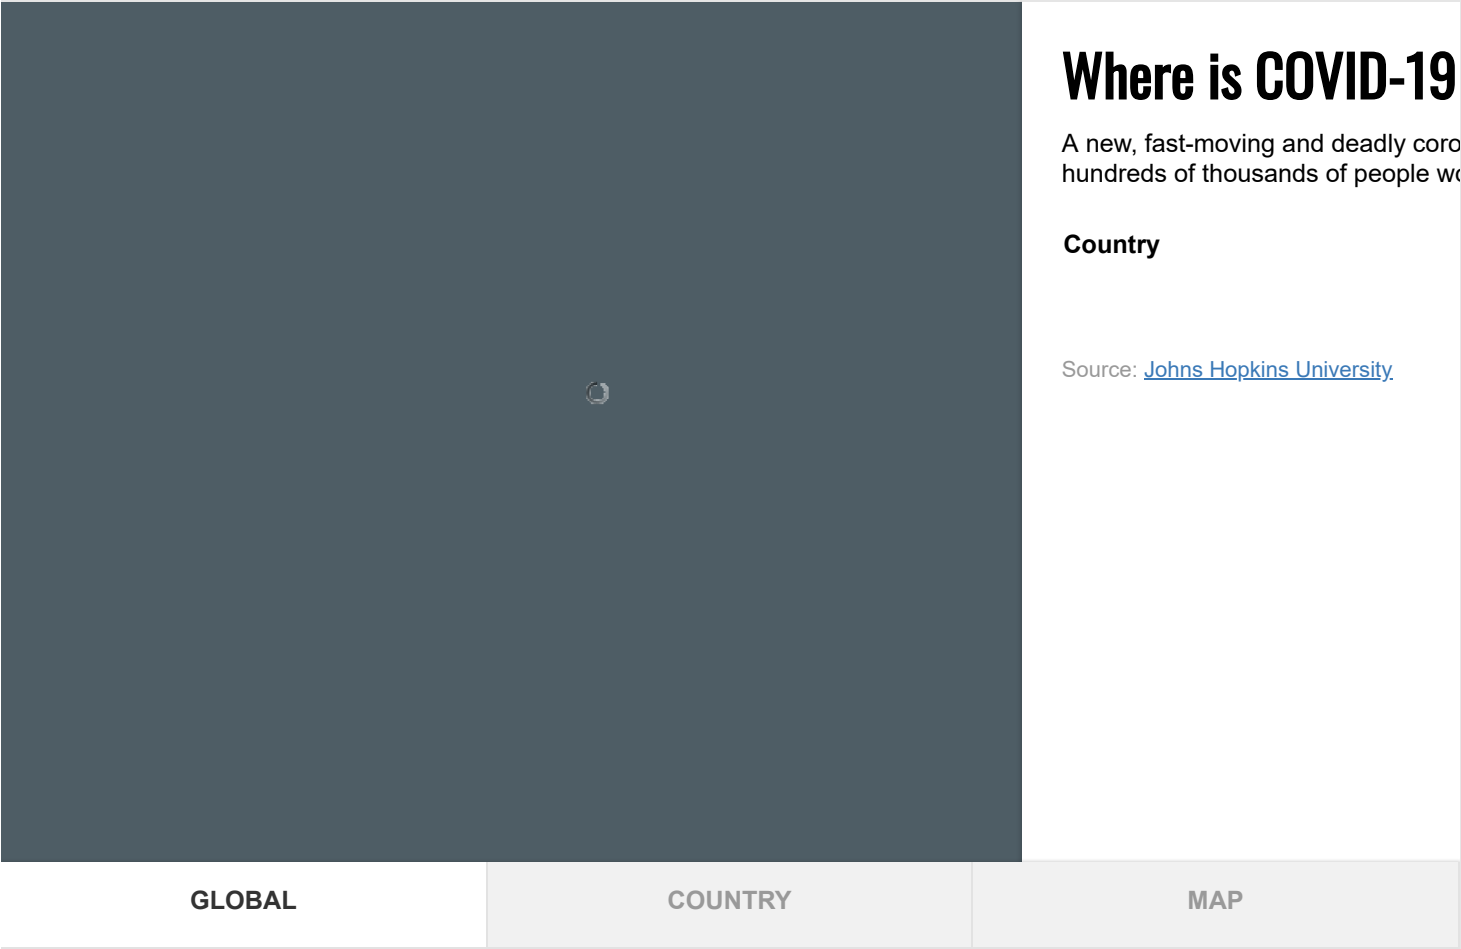 Where is COVID-19
A new, fast-moving and deadly coro
hundreds of thousands of people wo
Country
Source: Johns Hopkins University
GLOBAL
COUNTRY
MAP